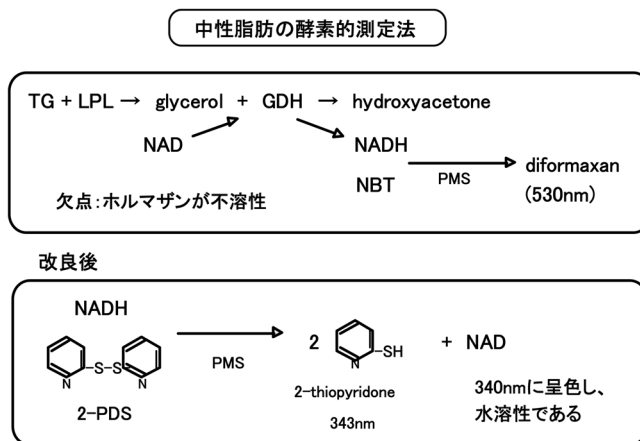 中性脂肪の酵素的測定法
TG + LPL → glycerol + GDH → hydroxyacetone
NAD
NADH
NBT
PMS
diformaxan
(530nm)
欠点：ホルマザンが不溶性
改良後
NADH
N
S-S
N
2-PDS
PMS
2
N
-SH
+ NAD
2-thiopyridone
343nm
340nmに呈色し、
水溶性である